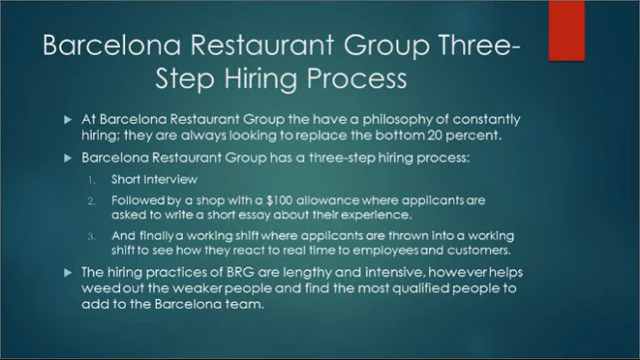 Barcelona Restaurant Group Three-
Step Hiring Process
At Barcelona Restaurant Group the have a philosophy of constantly
hiring; they are always looking to replace the bottom 20 percent.
Barcelona Restaurant Group has a three-step hiring process:
1. Short Interview
2. Followed by a shop with a $100 allowance where applicants are
asked to write a short essay about their experience.
3. And finally a working shift where applicants are thrown into a working
shift to see how they react to real time to employees and customers.
The hiring practices of BRG are lengthy and intensive, however helps
weed out the weaker people and find the most qualified people to
add to the Barcelona team.